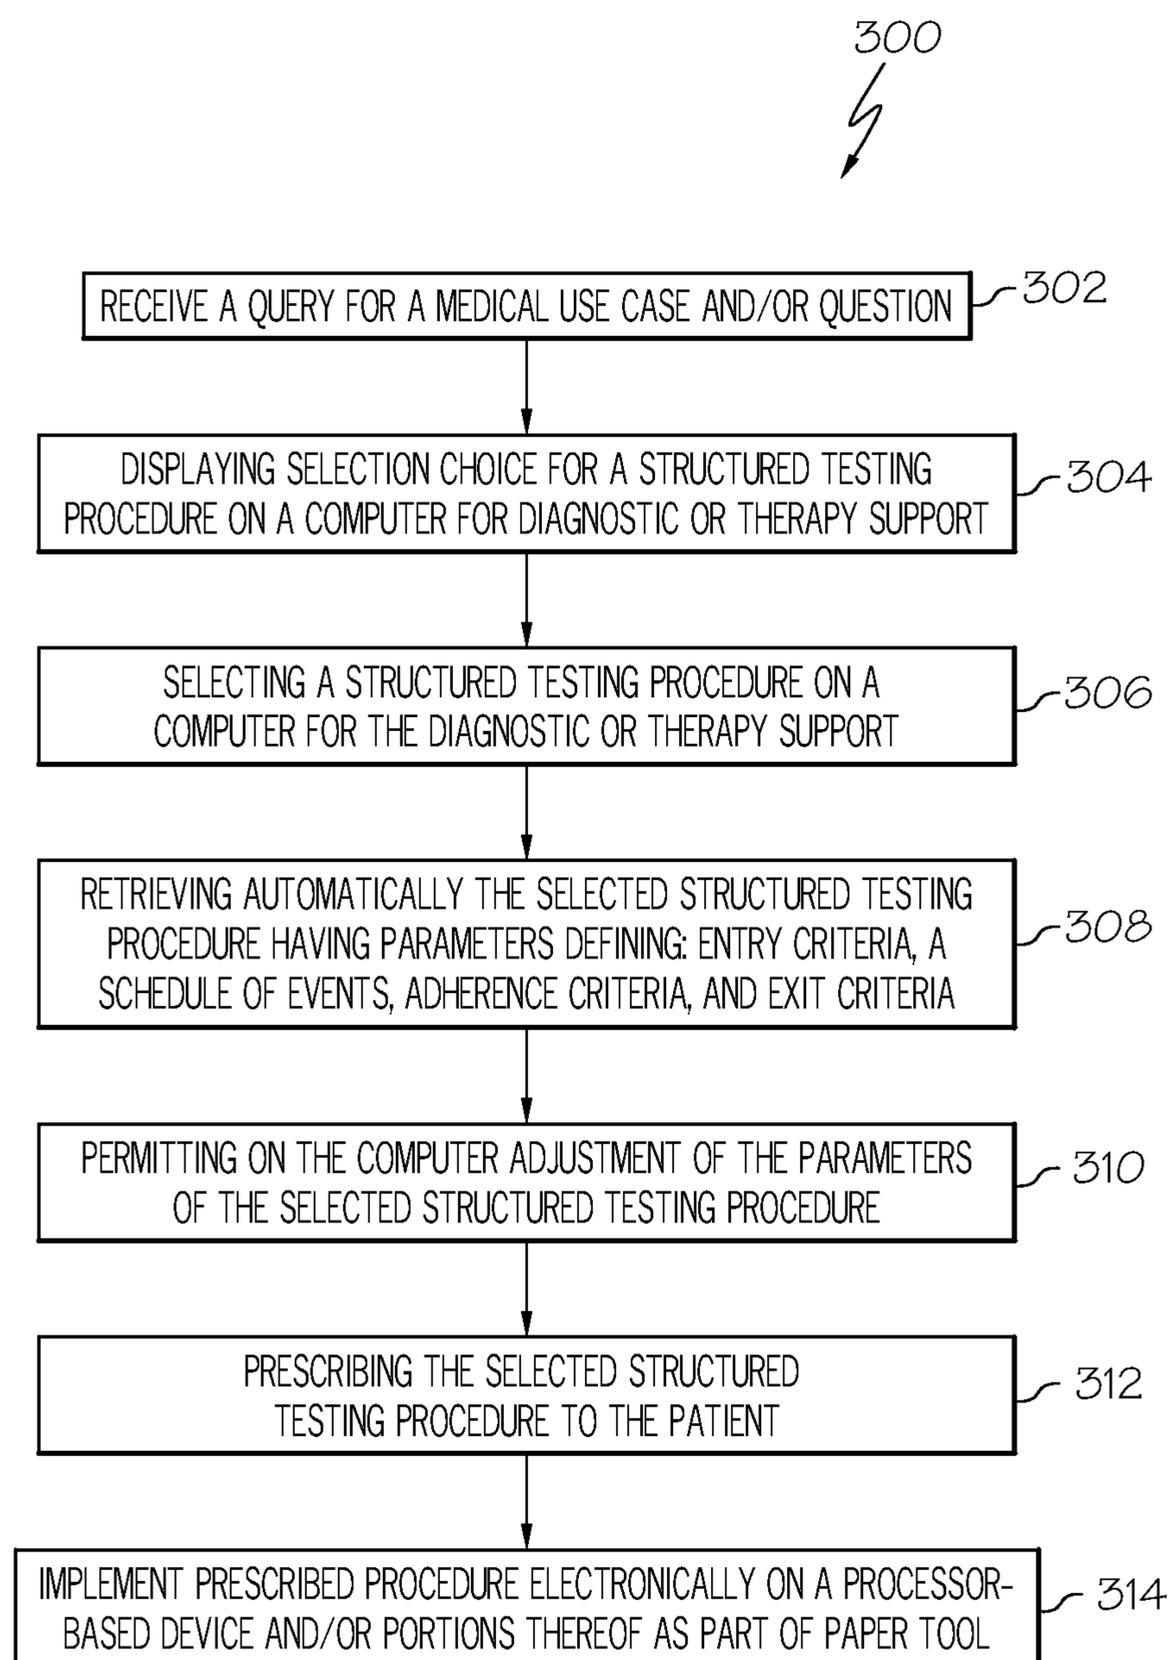 300
RECEIVE A QUERY FOR A MEDICAL USE CASE AND/OR QUESTION
302
DISPLAYING SELECTION CHOICE FOR A STRUCTURED TESTING
PROCEDURE ON A COMPUTER FOR DIAGNOSTIC OR THERAPY SUPPORT
304
SELECTING A STRUCTURED TESTING PROCEDURE ON A
COMPUTER FOR THE DIAGNOSTIC OR THERAPY SUPPORT
306
RETRIEVING AUTOMATICALLY THE SELECTED STRUCTURED TESTING
PROCEDURE HAVING PARAMETERS DEFINING: ENTRY CRITERIA, A
SCHEDULE OF EVENTS, ADHERENCE CRITERIA, AND EXIT CRITERIA
308
PERMITTING ON THE COMPUTER ADJUSTMENT OF THE PARAMETERS
OF THE SELECTED STRUCTURED TESTING PROCEDURE
310
PRESCRIBING THE SELECTED STRUCTURED
TESTING PROCEDURE TO THE PATIENT
312
IMPLEMENT PRESCRIBED PROCEDURE ELECTRONICALLY ON A PROCESSOR-
BASED DEVICE AND/OR PORTIONS THEREOF AS PART OF PAPER TOOL
314